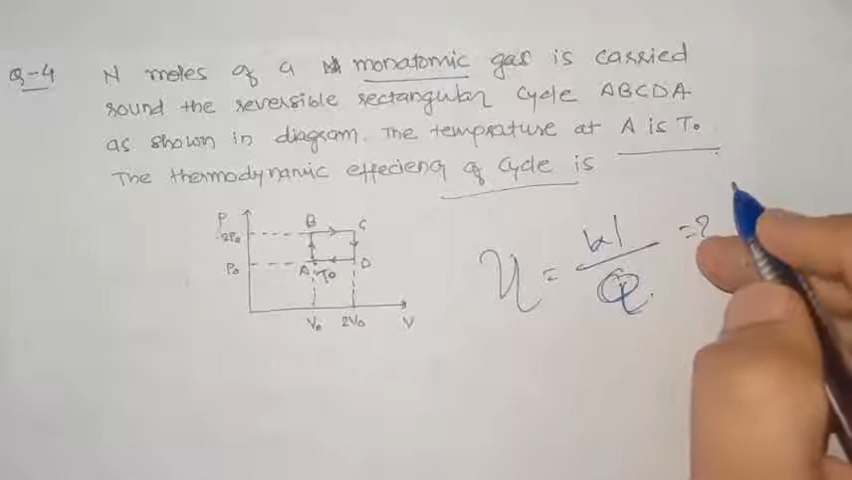 Q-4
N moles of a M monatomic gas is carried
round the reversible rectangular cycle ABCDA
as shown in diagram. The temprature at A is T₀.
The thermodynamic effeciency of cycle is
P
2P₀
B
C
P₀
A
T₀
D
V₀
2V₀
V
η = W/Q = ?